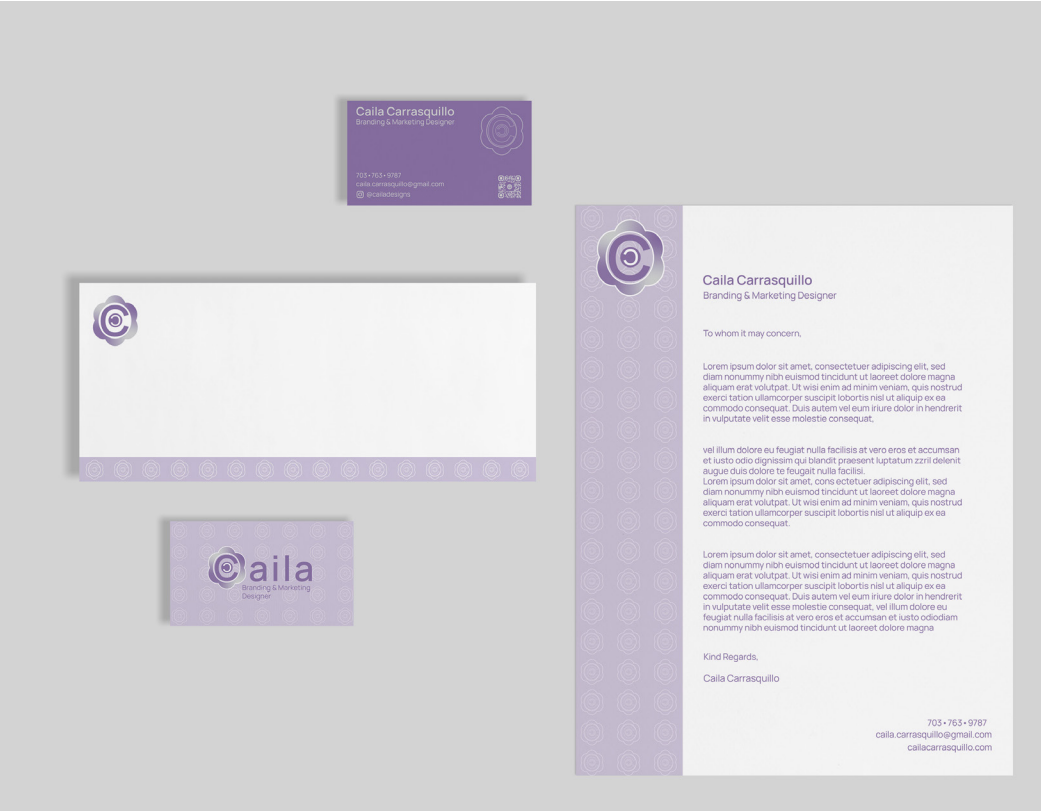 Caila Carrasquillo
Branding & Marketing Designer
703•763•9787
caila.carrasquillo@gmail.com
@cailadesigns
Caila
Branding & Marketing
Designer
Caila Carrasquillo
Branding & Marketing Designer
To whom it may concern,
Lorem ipsum dolor sit amet, consectetuer adipiscing elit, sed
diam nonummy nibh euismod tincidunt ut laoreet dolore magna
aliquam erat volutpat. Ut wisi enim ad minim veniam, quis nostrud
exerci tation ullamcorper suscipit lobortis nisl ut aliquip ex ea
commodo consequat. Duis autem vel eum iriure dolor in hendrerit
in vulputate velit esse molestie consequat,
vel illum dolore eu feugiat nulla facilisis at vero eros et accumsan
et iusto odio dignissim qui blandit praesent luptatum zzril delenit
augue duis dolore te feugait nulla facilisi.
Lorem ipsum dolor sit amet, cons ectetuer adipiscing elit, sed
diam nonummy nibh euismod tincidunt ut laoreet dolore magna
aliquam erat volutpat. Ut wisi enim ad minim veniam, quis nostrud
exerci tation ullamcorper suscipit lobortis nisl ut aliquip ex ea
commodo consequat.
Lorem ipsum dolor sit amet, consectetuer adipiscing elit, sed
diam nonummy nibh euismod tincidunt ut laoreet dolore magna
aliquam erat volutpat. Ut wisi enim ad minim veniam, quis nostrud
exerci tation ullamcorper suscipit lobortis nisl ut aliquip ex ea
commodo consequat. Duis autem vel eum iriure dolor in hendrerit
in vulputate velit esse molestie consequat, vel illum dolore eu
feugiat nulla facilisis at vero eros et accumsan et iusto odiodiam
nonummy nibh euismod tincidunt ut laoreet dolore magna
Kind Regards,
Caila Carrasquillo
703•763•9787
caila.carrasquillo@gmail.com
cailacarrasquillo.com